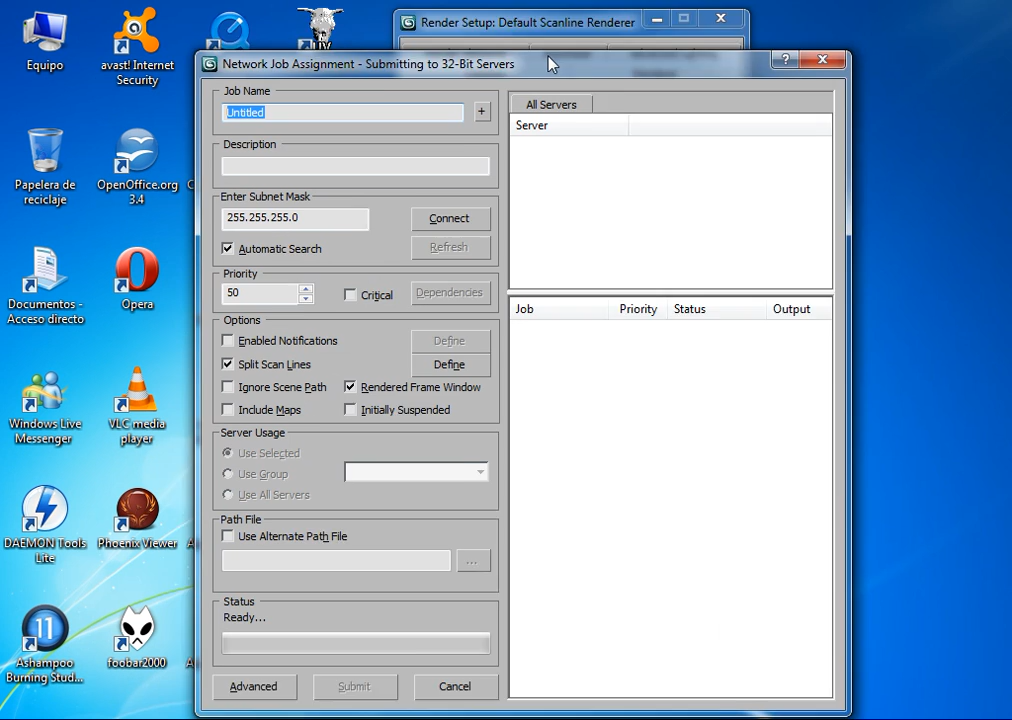 Equipo
avast! Internet
Security
Papelera de
reciclaje
OpenOffice.org
3.4
Documentos -
Acceso directo
Opera
Windows Live
Messenger
VLC media
player
DAEMON Tools
Lite
Phoenix Viewer
Ashampoo
Burning Stud...
foobar2000
Render Setup: Default Scanline Renderer
Network Job Assignment - Submitting to 32-Bit Servers
Job Name
Untitled
+
Description
Enter Subnet Mask
255.255.255.0
Connect
Automatic Search
Refresh
Priority
50
Critical
Dependencies
Options
Enabled Notifications
Define
Split Scan Lines
Define
Ignore Scene Path
Rendered Frame Window
Include Maps
Initially Suspended
Server Usage
Use Selected
Use Group
Use All Servers
Path File
Use Alternate Path File
...
Status
Ready...
Advanced
Submit
Cancel
All Servers
Server
Job Priority Status Output